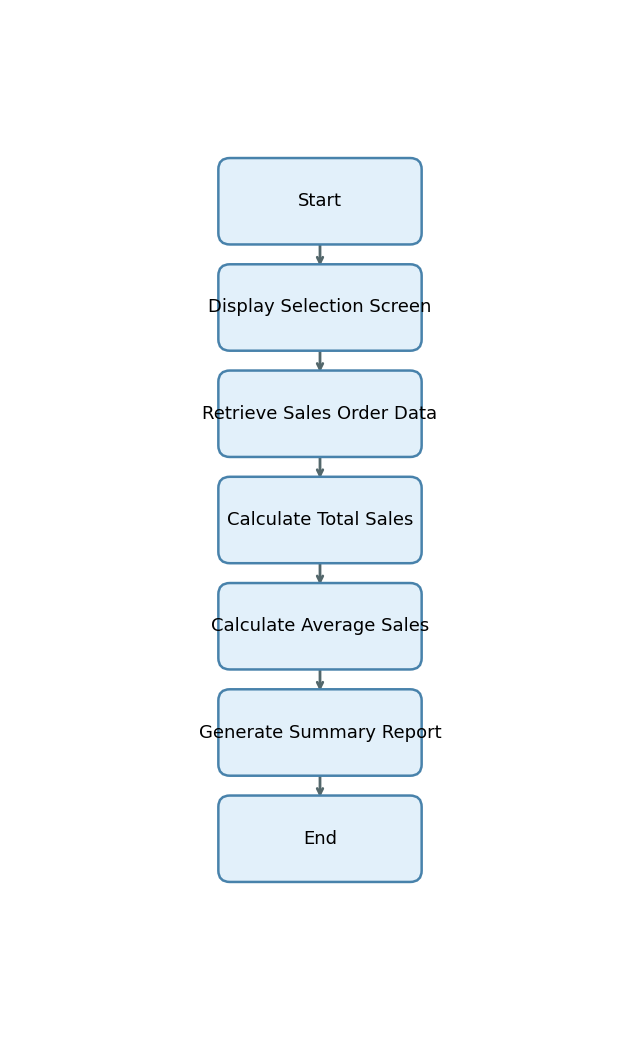 Start
Display Selection Screen
Retrieve Sales Order Data
Calculate Total Sales
Calculate Average Sales
Generate Summary Report
End